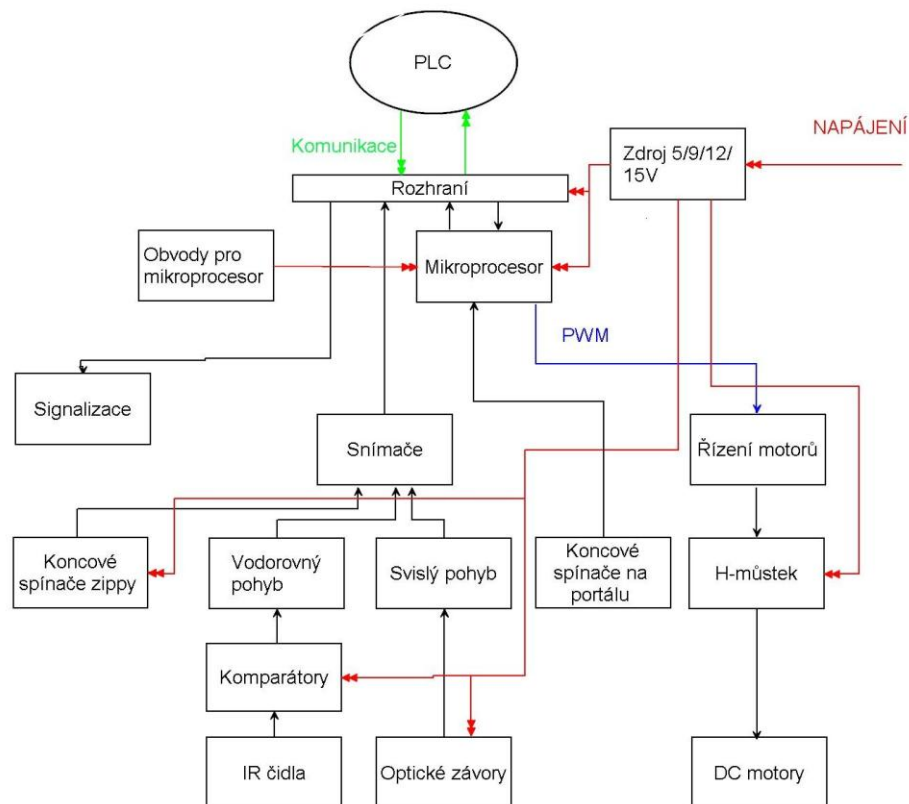 PLC
Komunikace
NAPÁJENÍ
Zdroj 5/9/12/
15V
Rozhraní
Obvody pro
mikroprocesor
Mikroprocesor
PWM
Signalizace
Snímače
Řízení motorů
Koncové
spínače zippy
Vodorovný
pohyb
Svislý pohyb
Koncové
spínače na
portálu
H-můstek
Komparátory
IR čidla
Optické závory
DC motory